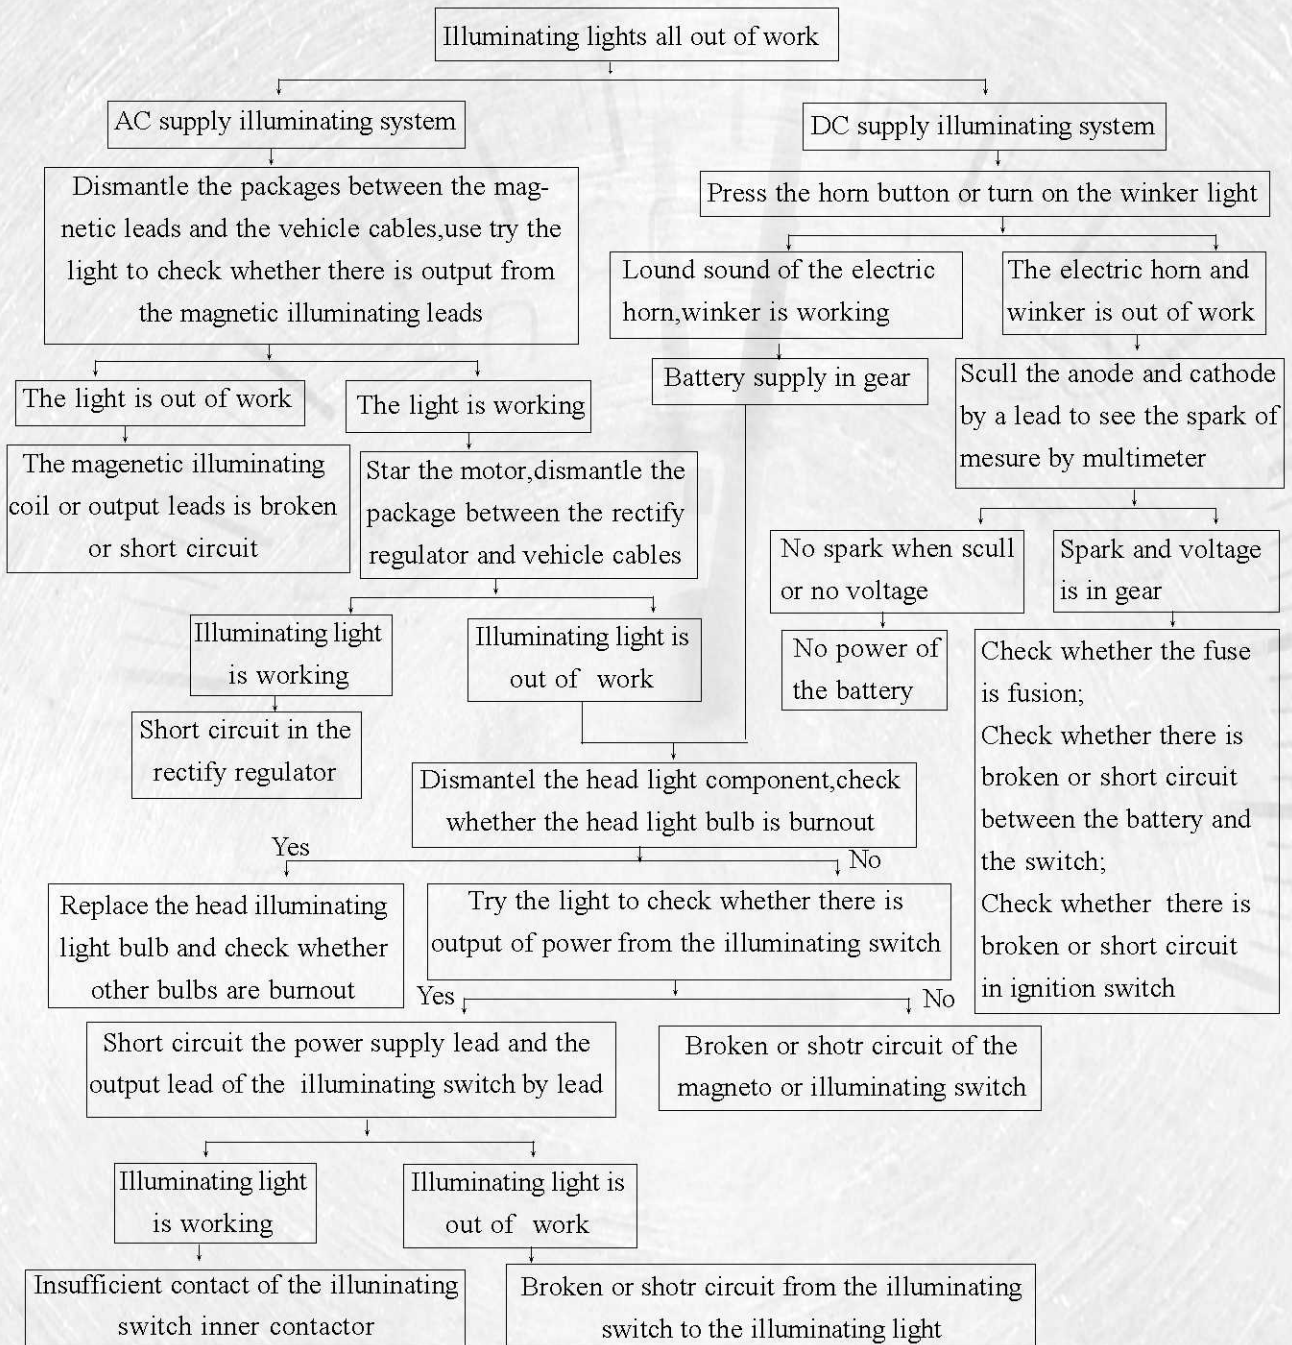 Illuminating lights all out of work
AC supply illuminating system
DC supply illuminating system
Dismantle the packages between the mag-
netic leads and the vehicle cables,use try the
light to check whether there is output from
the magnetic illuminating leads
Press the horn button or turn on the winker light
Lound sound of the electric
horn,winker is working
The electric horn and
winker is out of work
The light is out of work
The light is working
Battery supply in gear
Scull the anode and cathode
by a lead to see the spark of
mesure by multimeter
The magenetic illuminating
coil or output leads is broken
or short circuit
Star the motor,dismantle the
package between the rectify
regulator and vehicle cables
No spark when scull
or no voltage
Spark and voltage
is in gear
Illuminating light
is working
Illuminating light is
out of work
No power of
the battery
Check whether the fuse
is fusion;
Check whether there is
broken or short circuit
between the battery and
the switch;
Check whether there is
broken or short circuit
in ignition switch
Short circuit in the
rectify regulator
Dismantel the head light component,check
whether the head light bulb is burnout
Yes
No
Replace the head illuminating
light bulb and check whether
other bulbs are burnout
Try the light to check whether there is
output of power from the illuminating switch
Yes
No
Short circuit the power supply lead and the
output lead of the illuminating switch by lead
Broken or shotr circuit of the
magneto or illuminating switch
Illuminating light
is working
Illuminating light is
out of work
Insufficient contact of the illuninating
switch inner contactor
Broken or shotr circuit from the illuminating
switch to the illuminating light